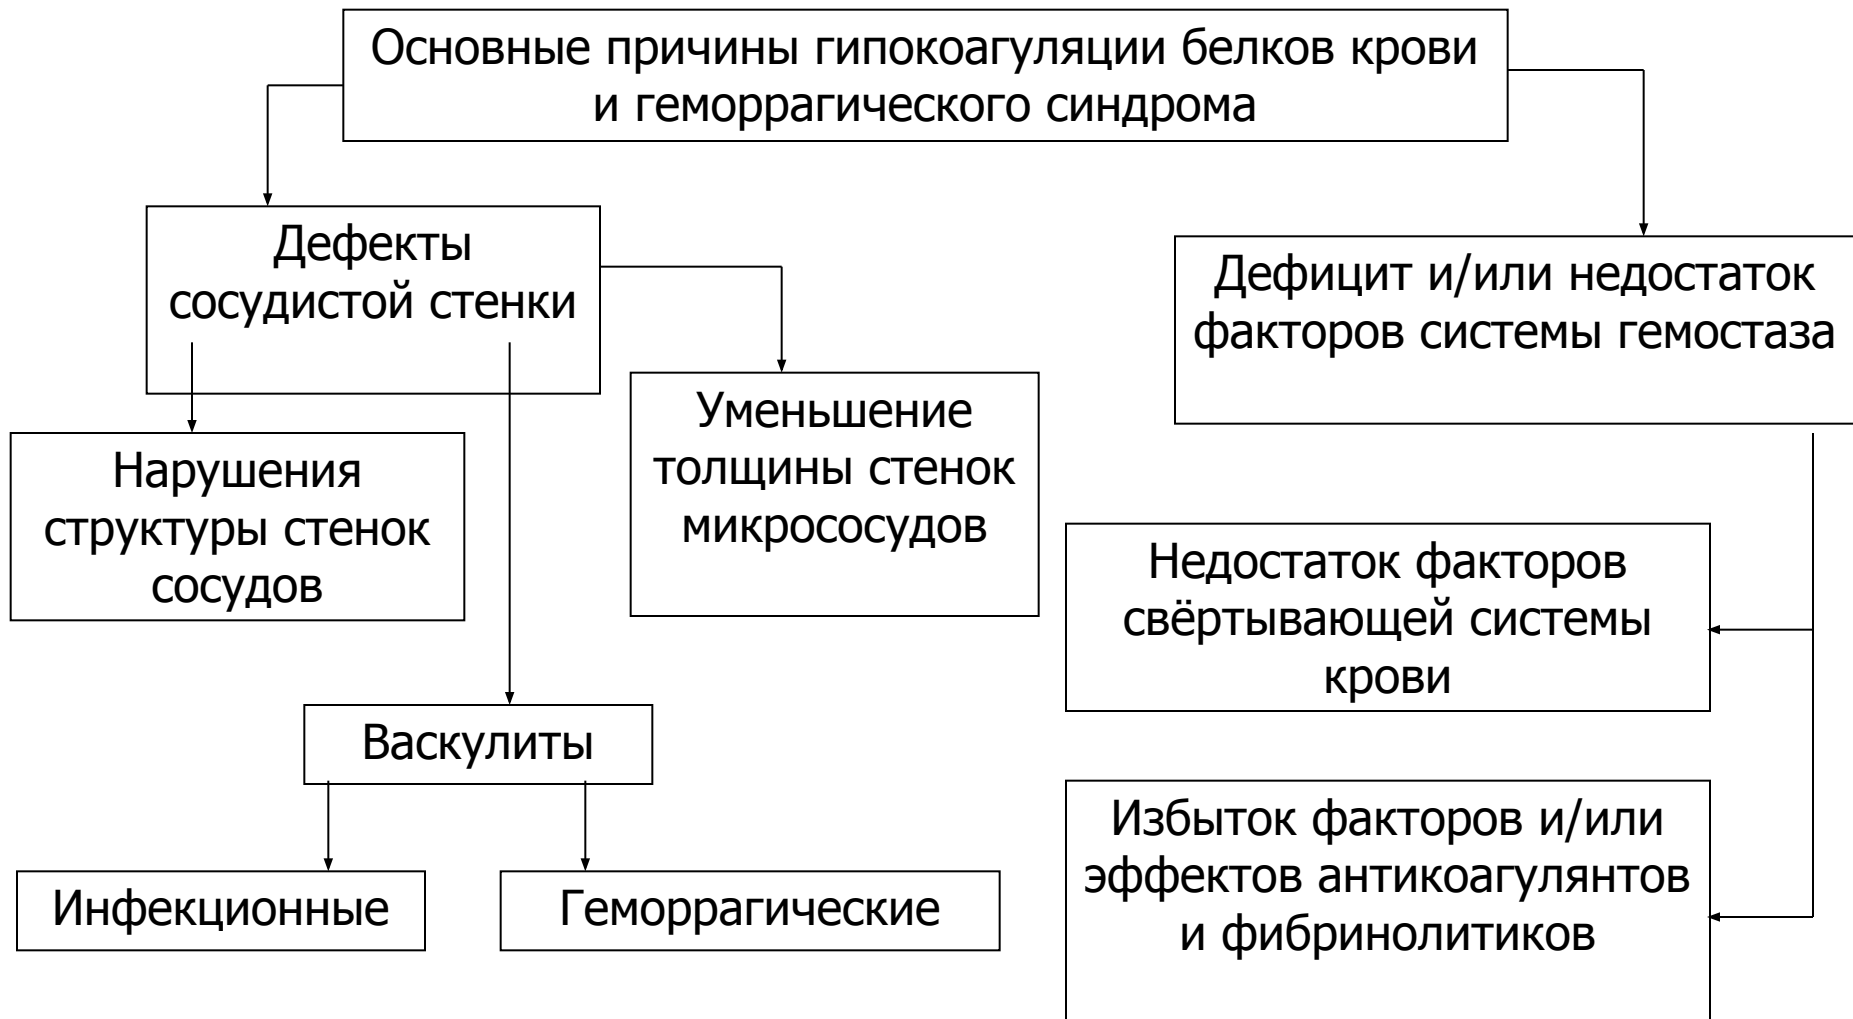 Основные причины гипокоагуляции белков крови
и геморрагического синдрома
Дефекты
сосудистой стенки
Дефицит и/или недостаток
факторов системы гемостаза
Уменьшение
толщины стенок
микрососудов
Нарушения
структуры стенок
сосудов
Недостаток факторов
свёртывающей системы
крови
Васкулиты
Избыток факторов и/или
эффектов антикоагулянтов
и фибринолитиков
Инфекционные
Геморрагические